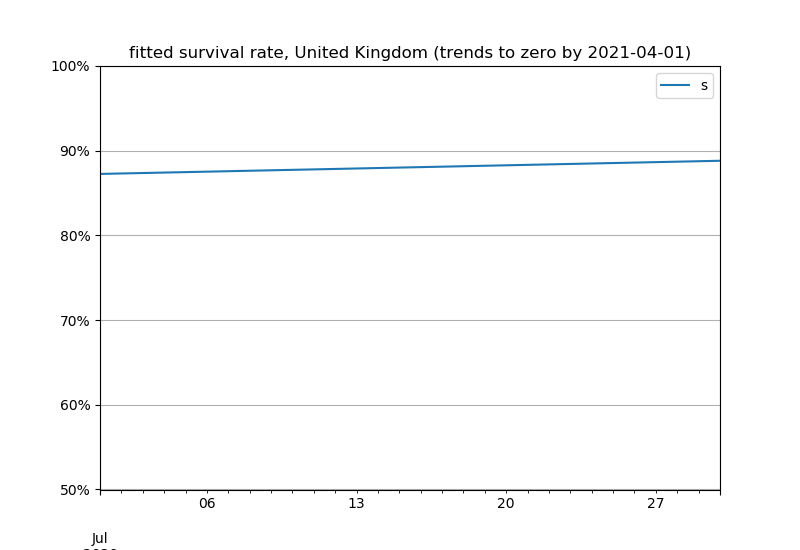 fitted survival rate, United Kingdom (trends to zero by 2021-04-01)
100%
s
90%
80%
70%
60%
50%
06 13 20 27
Jul